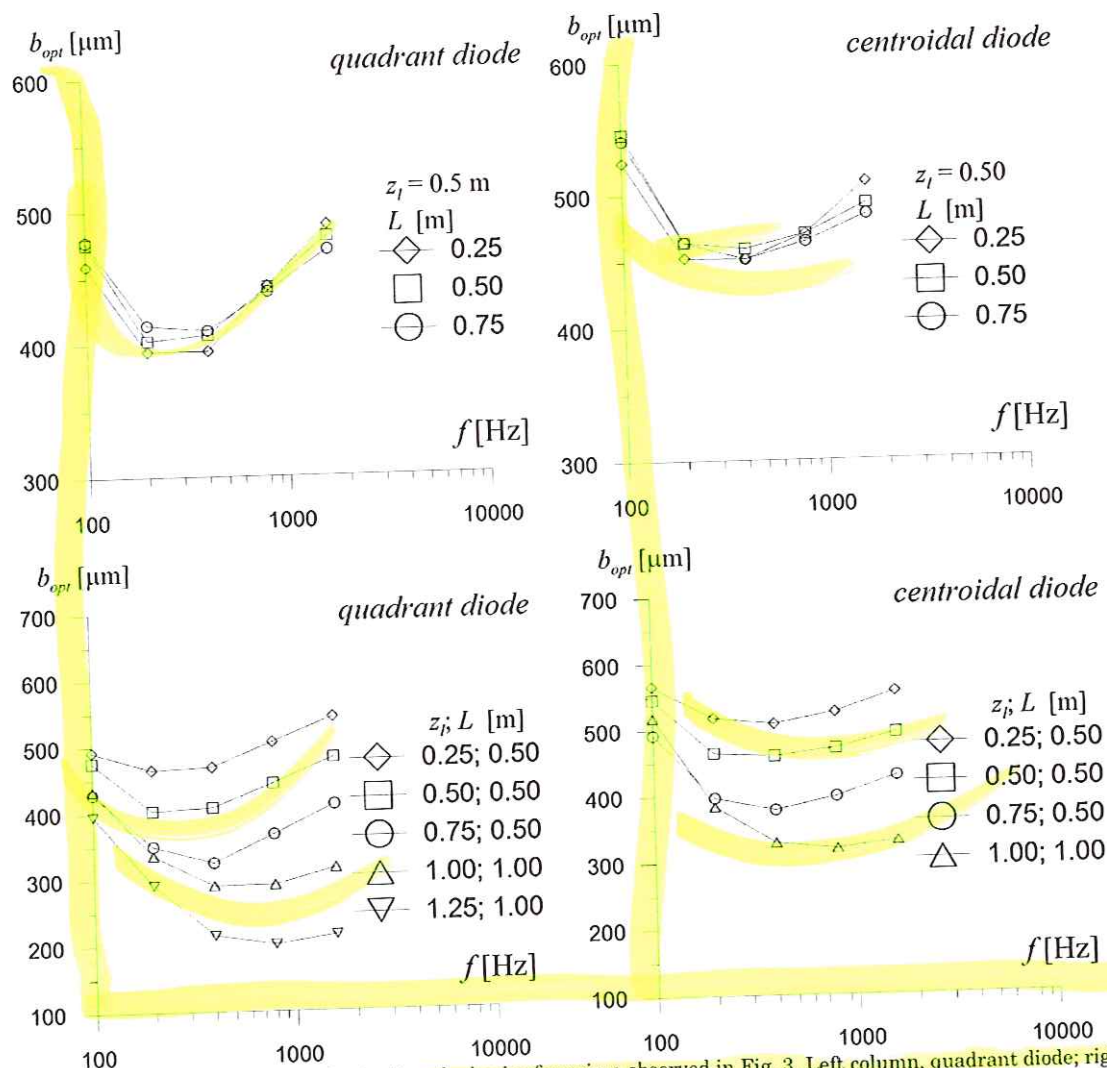 b_opt [µm]
quadrant diode
600
500
400
300
z_l = 0.5 m
L [m]
0.25
0.50
0.75
f [Hz]
100
1000
10000
b_opt [µm]
centroidal diode
600
500
400
300
z_l = 0.50
L [m]
0.25
0.50
0.75
f [Hz]
100
1000
10000
b_opt [µm]
quadrant diode
700
600
500
400
300
200
100
z_l; L [m]
0.25; 0.50
0.50; 0.50
0.75; 0.50
1.00; 1.00
1.25; 1.00
f [Hz]
100
1000
10000
b_opt [µm]
centroidal diode
700
600
500
400
300
200
100
z_l; L [m]
0.25; 0.50
0.50; 0.50
0.75; 0.50
1.00; 1.00
f [Hz]
100
1000
10000
observed in Fig. 3. Left column, quadrant diode; rig